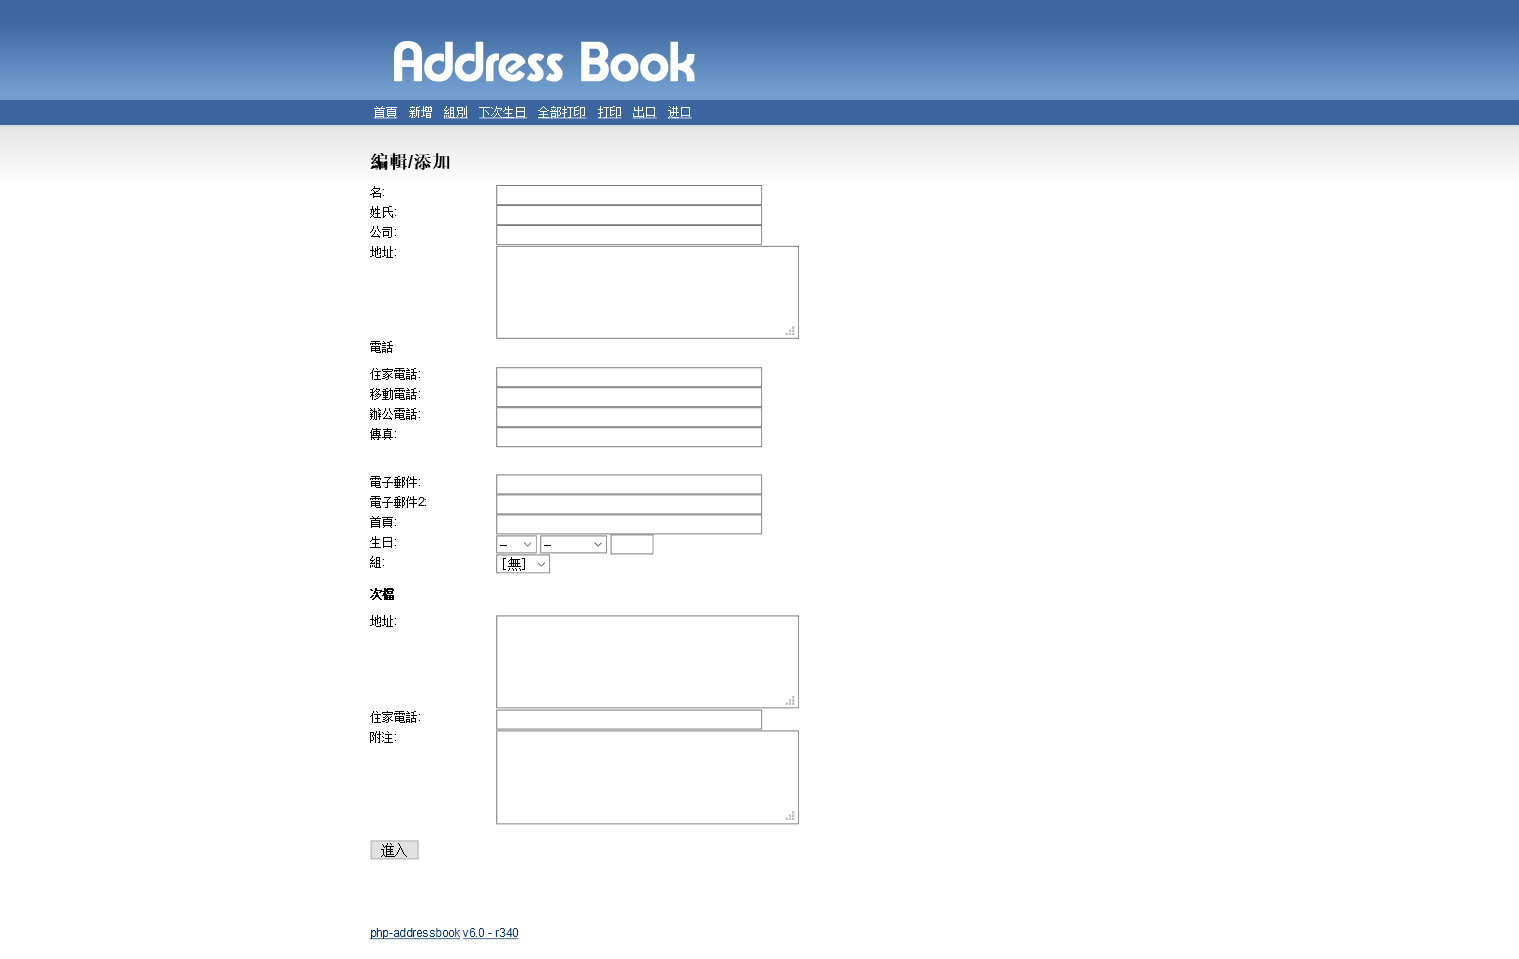 Address Book
首頁 新增 組別 下次生日 全部打印 打印 出口 进口
編輯/添加
名:
姓氏:
公司:
地址:
電話
住家電話:
移動電話:
辦公電話:
傳真:
電子郵件:
電子郵件2:
首頁:
生日: – –
組: [無]
次檔
地址:
住家電話:
附注:
進入
php-addressbook v6.0 - r340